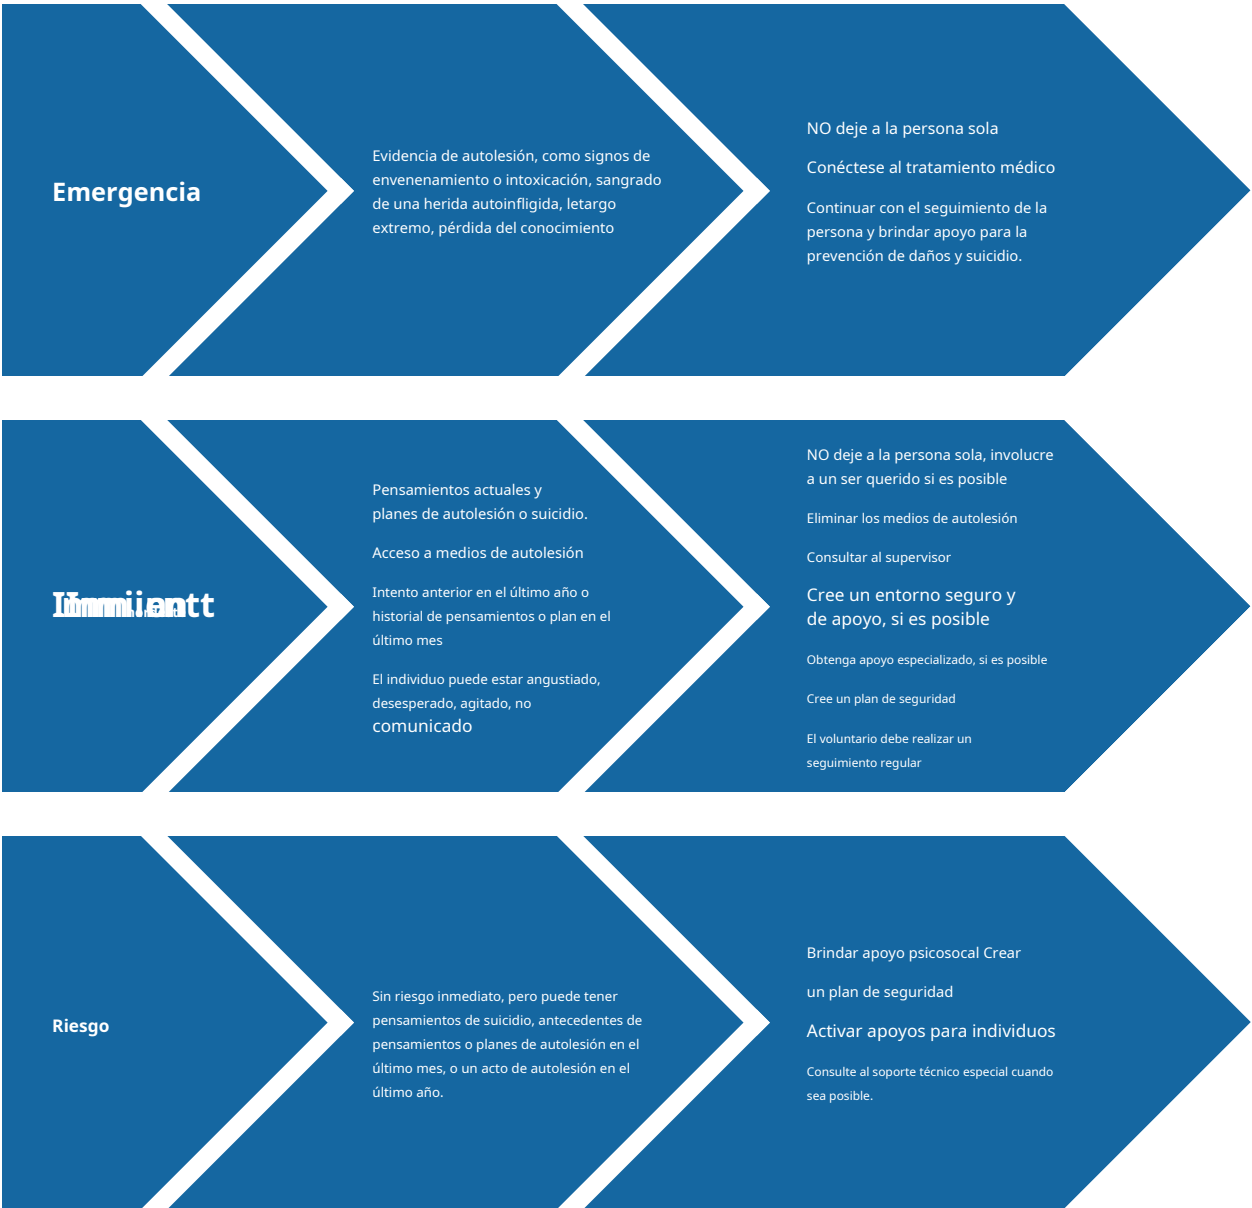 Emergencia
Evidencia de autolesión, como signos de
envenenamiento o intoxicación, sangrado
de una herida autoinfligida, letargo
extremo, pérdida del conocimiento
NO deje a la persona sola
Conéctese al tratamiento médico
Continuar con el seguimiento de la
persona y brindar apoyo para la
prevención de daños y suicidio.
Pensamientos actuales y
planes de autolesión o suicidio.
Acceso a medios de autolesión
Intento anterior en el último año o
historial de pensamientos o plan en el
último mes
El individuo puede estar angustiado,
desesperado, agitado, no
comunicado
NO deje a la persona sola, involucre
a un ser querido si es posible
Eliminar los medios de autolesión
Consultar al supervisor
Cree un entorno seguro y
de apoyo, si es posible
Obtenga apoyo especializado, si es posible
Cree un plan de seguridad
El voluntario debe realizar un
seguimiento regular
Riesgo
Sin riesgo inmediato, pero puede tener
pensamientos de suicidio, antecedentes de
pensamientos o planes de autolesión en el
último mes, o un acto de autolesión en el
último año.
Brindar apoyo psicosocal Crear
un plan de seguridad
Activar apoyos para individuos
Consulte al soporte técnico especial cuando
sea posible.